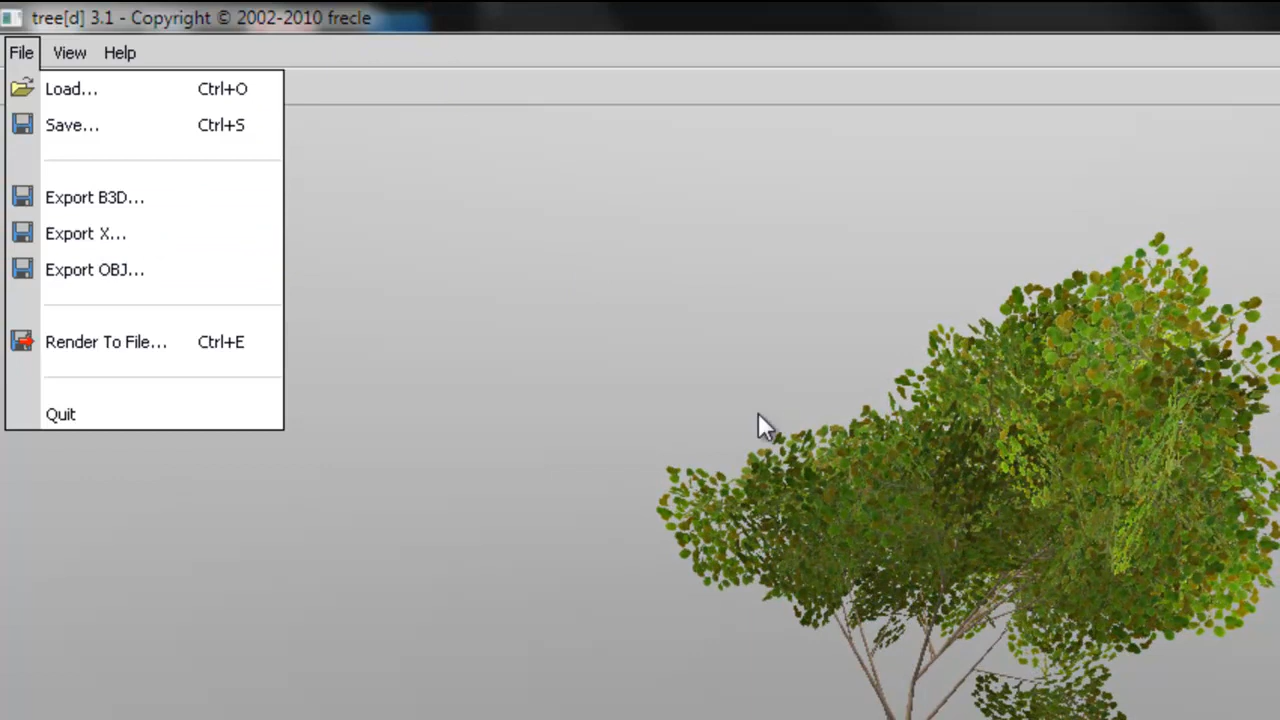 tree[d] 3.1 - Copyright © 2002-2010 frecle
File View Help
Load... Ctrl+O
Save... Ctrl+S
Export B3D...
Export X...
Export OBJ...
Render To File... Ctrl+E
Quit